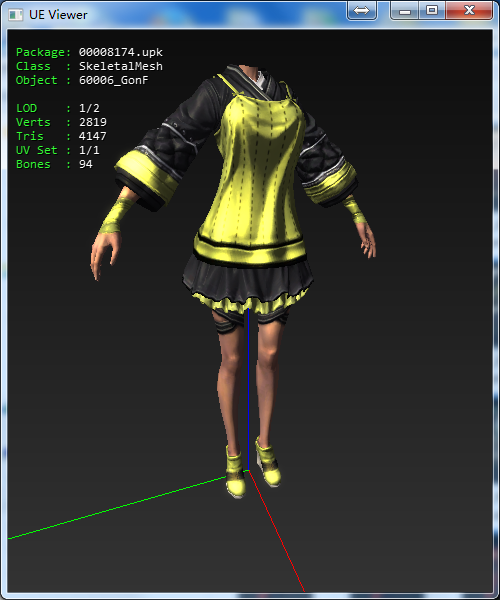 UE Viewer
Package: 00008174.upk
Class : SkeletalMesh
Object : 60006_GonF
LOD : 1/2
Verts : 2819
Tris : 4147
UV Set : 1/1
Bones : 94